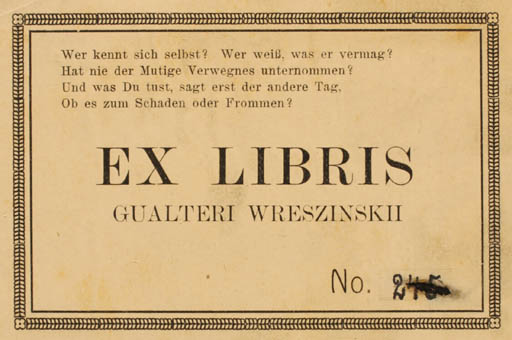 Wer kennt sich selbst? Wer weiß, was er vermag?
Hat nie der Mutige Verwegnes unternommen?
Und was Du tust, sagt erst der andere Tag,
Ob es zum Schaden oder Frommen?
EX LIBRIS
GUALTERI WRESZINSKII
No. 245